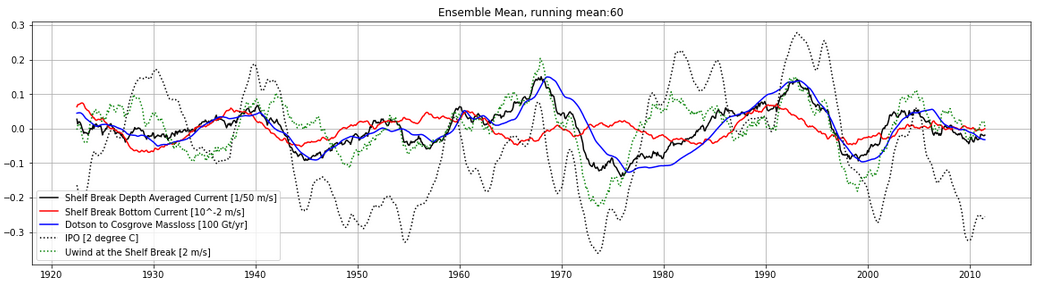 Ensemble Mean, running mean:60
0.3
0.2
0.1
0.0
−0.1
−0.2
−0.3
Shelf Break Depth Averaged Current [1/50 m/s]
Shelf Break Bottom Current [10^-2 m/s]
Dotson to Cosgrove Massloss [100 Gt/yr]
IPO [2 degree C]
Uwind at the Shelf Break [2 m/s]
1920 1930 1940 1950 1960 1970 1980 1990 2000 2010